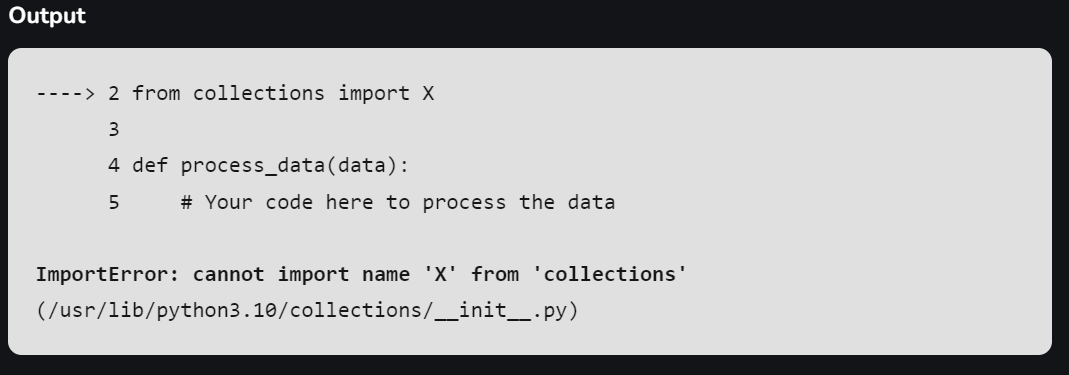 Output
----> 2 from collections import X
      3
      4 def process_data(data):
      5     # Your code here to process the data
ImportError: cannot import name 'X' from 'collections'
(/usr/lib/python3.10/collections/__init__.py)